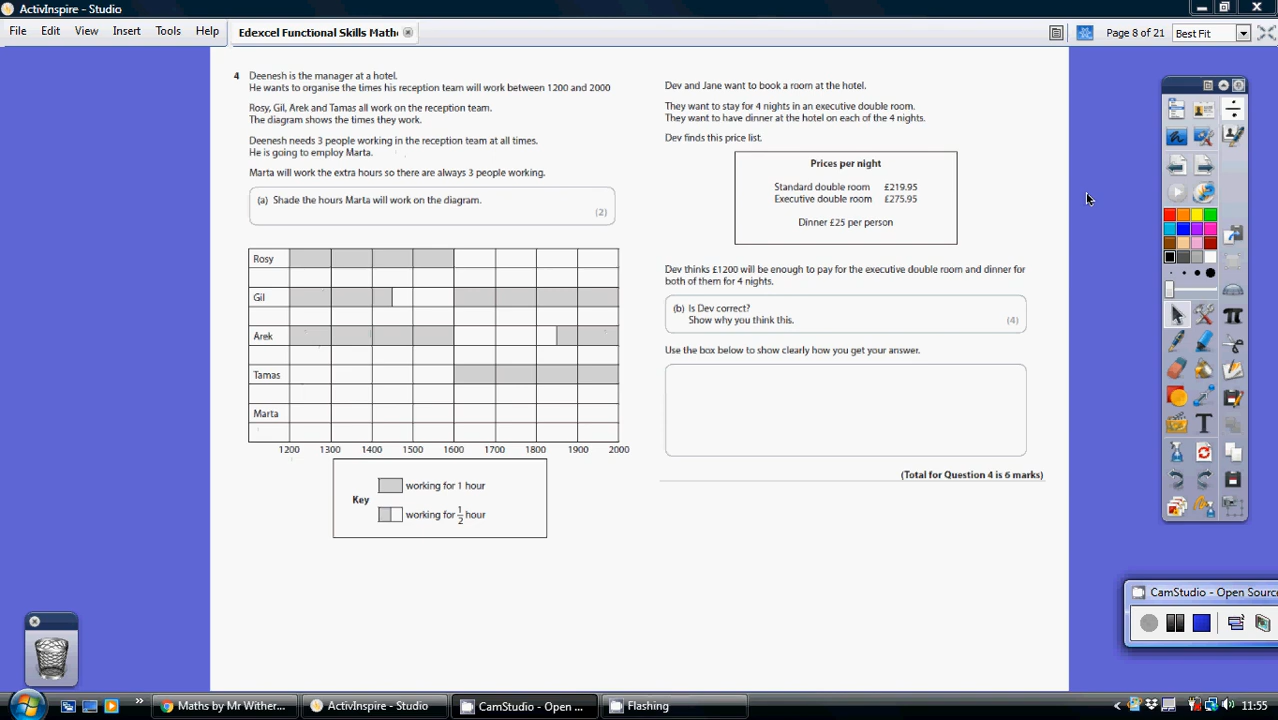 ActivInspire - Studio
File Edit View Insert Tools Help
Edexcel Functional Skills Mathe
Page 8 of 21
Best Fit
4 Deenesh is the manager at a hotel.
He wants to organise the times his reception team will work between 1200 and 2000
Rosy, Gil, Arek and Tamas all work on the reception team.
The diagram shows the times they work.
Deenesh needs 3 people working in the reception team at all times.
He is going to employ Marta.
Marta will work the extra hours so there are always 3 people working.
(a) Shade the hours Marta will work on the diagram.
(2)
Rosy
Gil
Arek
Tamas
Marta
1200 1300 1400 1500 1600 1700 1800 1900 2000
Key
working for 1 hour
working for 1/2 hour
Dev and Jane want to book a room at the hotel.
They want to stay for 4 nights in an executive double room.
They want to have dinner at the hotel on each of the 4 nights.
Dev finds this price list.
Prices per night
Standard double room £219.95
Executive double room £275.95
Dinner £25 per person
Dev thinks £1200 will be enough to pay for the executive double room and dinner for
both of them for 4 nights.
(b) Is Dev correct?
Show why you think this.
(4)
Use the box below to show clearly how you get your answer.
(Total for Question 4 is 6 marks)
CamStudio - Open Source
Maths by Mr Wither...
ActivInspire - Studio
CamStudio - Open ...
Flashing
11:55